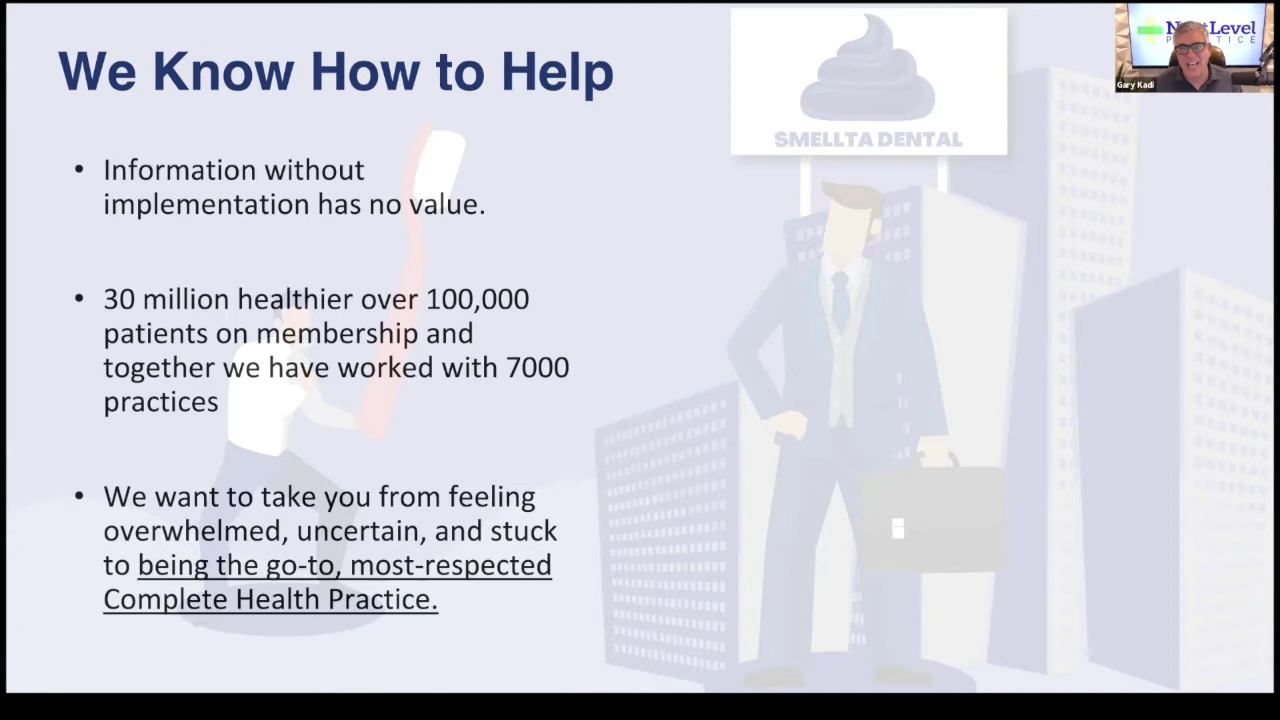 We Know How to Help
• Information without
implementation has no value.
• 30 million healthier over 100,000
patients on membership and
together we have worked with 7000
practices
• We want to take you from feeling
overwhelmed, uncertain, and stuck
to being the go-to, most-respected
Complete Health Practice.
SMELLTA DENTAL
Level
Gary Kadi